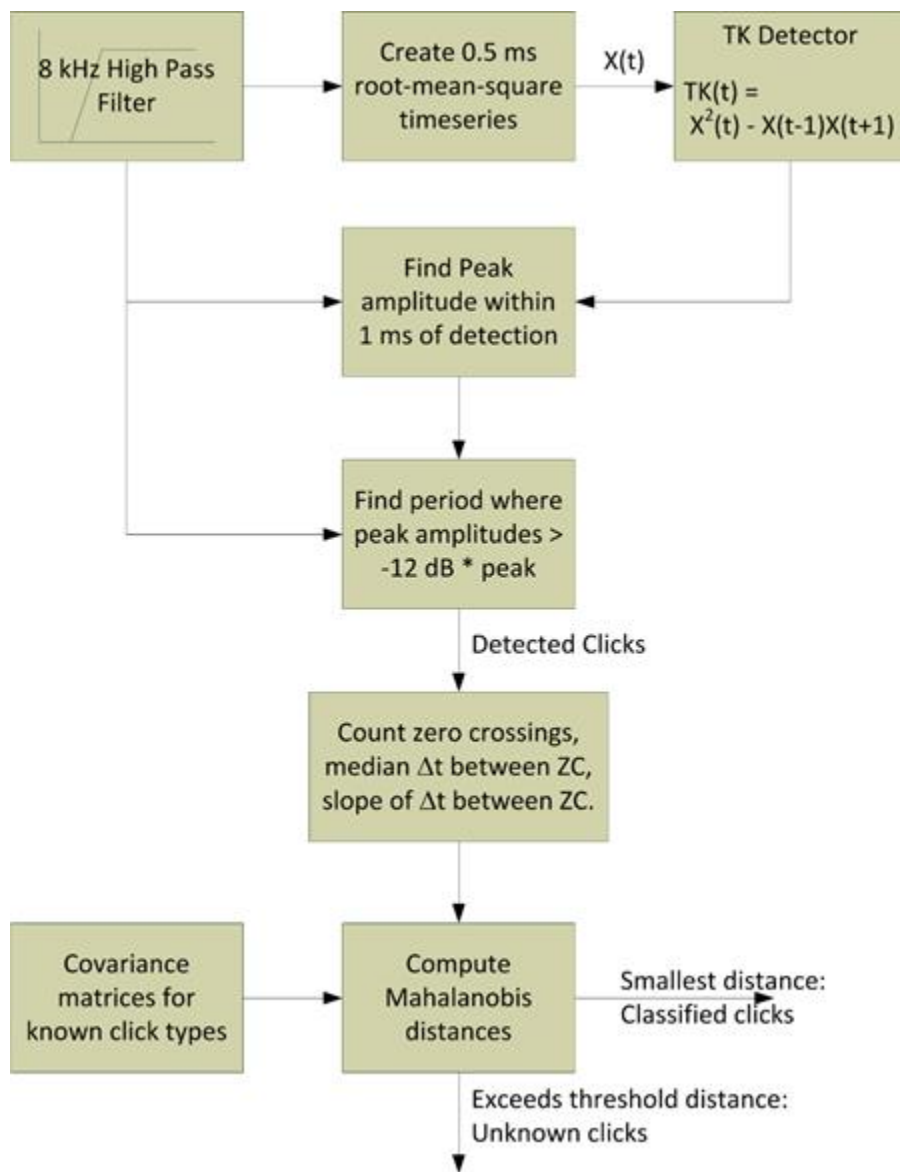 8 kHz High Pass
Filter
Create 0.5 ms
root-mean-square
timeseries
X(t)
TK Detector
TK(t) =
X²(t) - X(t-1)X(t+1)
Find Peak
amplitude within
1 ms of detection
Find period where
peak amplitudes >
-12 dB * peak
Detected Clicks
Count zero crossings,
median Δt between ZC,
slope of Δt between ZC.
Covariance
matrices for
known click types
Compute
Mahalanobis
distances
Smallest distance:
Classified clicks
Exceeds threshold distance:
Unknown clicks